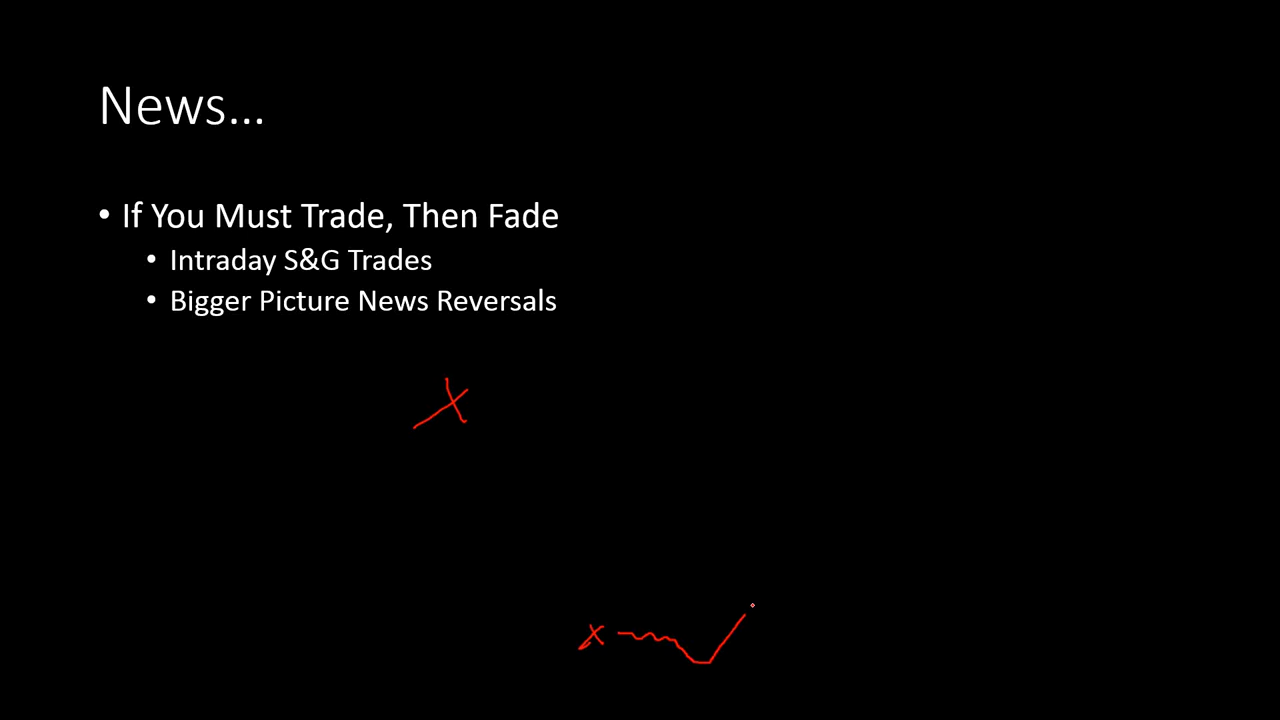 News...
• If You Must Trade, Then Fade
• Intraday S&G Trades
• Bigger Picture News Reversals
x
x